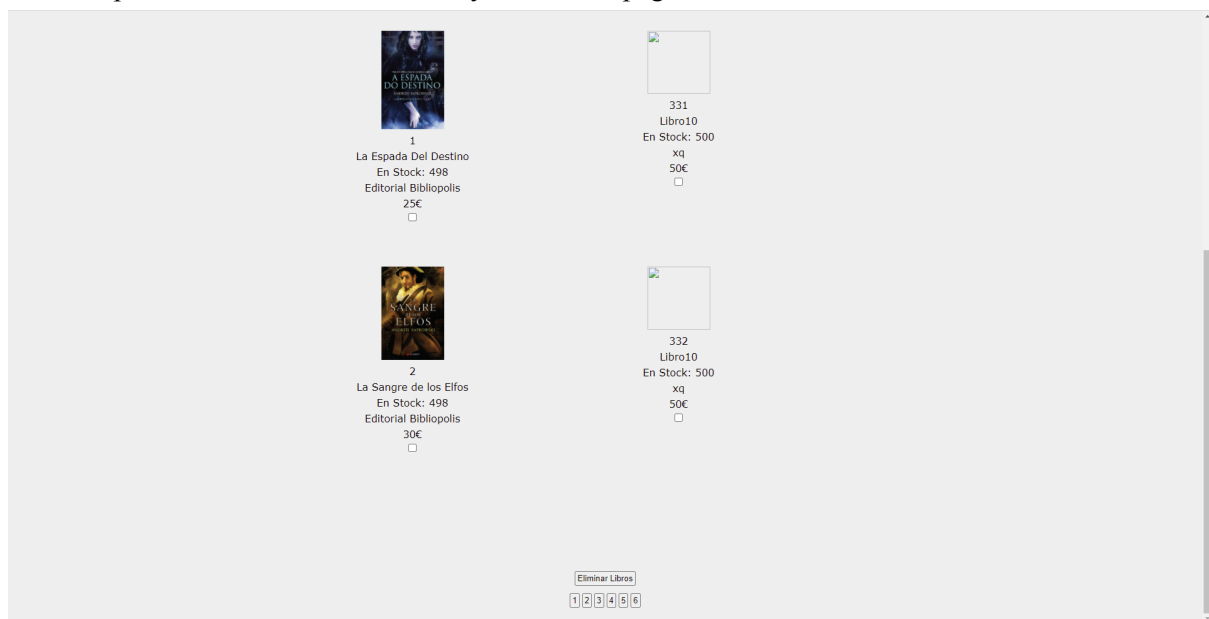 A ESPADA
DO DESTINO
1
La Espada Del Destino
En Stock: 498
Editorial Bibliopolis
25€
331
Libro10
En Stock: 500
xq
50€
SANGRE
ELFOS
2
La Sangre de los Elfos
En Stock: 498
Editorial Bibliopolis
30€
332
Libro10
En Stock: 500
xq
50€
Eliminar Libros
1 2 3 4 5 6